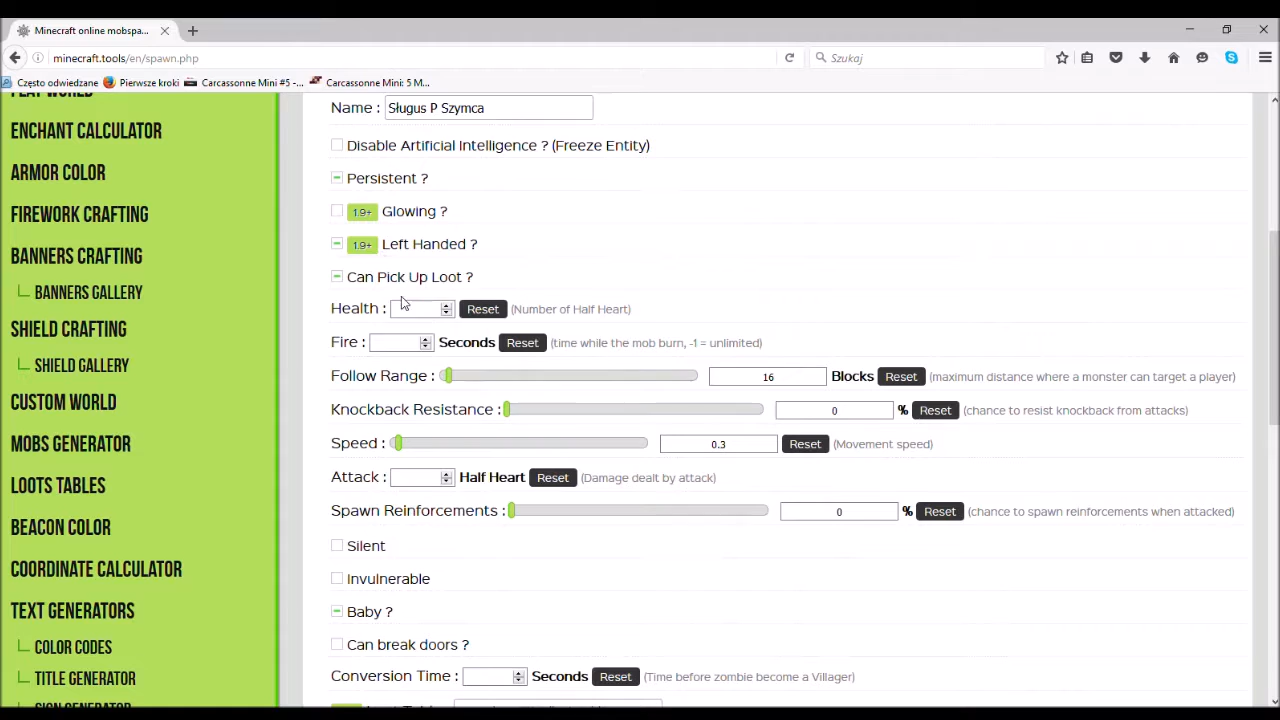 Minecraft online mobspa...
minecraft.tools/en/spawn.php
Szukaj
Często odwiedzane Pierwsze kroki Carcassonne Mini #5 -... Carcassonne Mini: 5 M...
ENCHANT CALCULATOR
ARMOR COLOR
FIREWORK CRAFTING
BANNERS CRAFTING
BANNERS GALLERY
SHIELD CRAFTING
SHIELD GALLERY
CUSTOM WORLD
MOBS GENERATOR
LOOTS TABLES
BEACON COLOR
COORDINATE CALCULATOR
TEXT GENERATORS
COLOR CODES
TITLE GENERATOR
Name : Sługus P Szymca
Disable Artificial Intelligence ? (Freeze Entity)
Persistent ?
1.9+ Glowing ?
1.9+ Left Handed ?
Can Pick Up Loot ?
Health : Reset (Number of Half Heart)
Fire : Seconds Reset (time while the mob burn, -1 = unlimited)
Follow Range : 16 Blocks Reset (maximum distance where a monster can target a player)
Knockback Resistance : 0 % Reset (chance to resist knockback from attacks)
Speed : 0.3 Reset (Movement speed)
Attack : Half Heart Reset (Damage dealt by attack)
Spawn Reinforcements : 0 % Reset (chance to spawn reinforcements when attacked)
Silent
Invulnerable
Baby ?
Can break doors ?
Conversion Time : Seconds Reset (Time before zombie become a Villager)